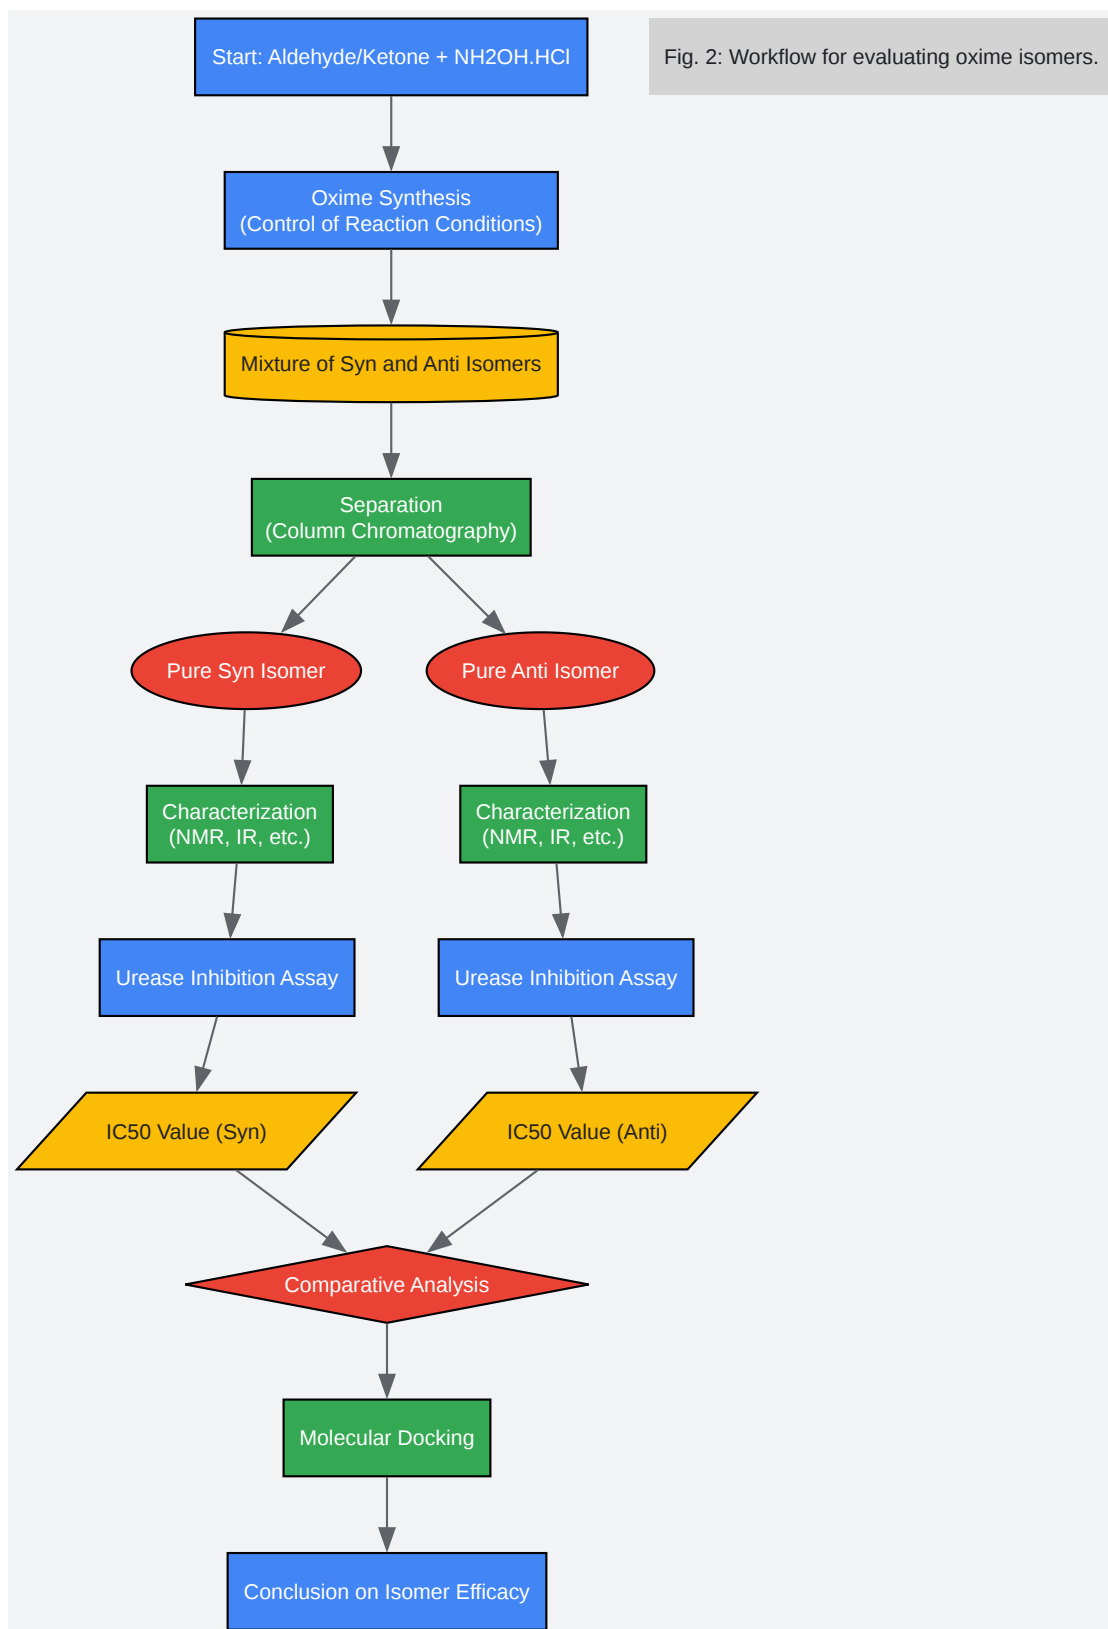 Start: Aldehyde/Ketone + NH2OH.HCl
Fig. 2: Workflow for evaluating oxime isomers.
Oxime Synthesis
(Control of Reaction Conditions)
Mixture of Syn and Anti Isomers
Separation
(Column Chromatography)
Pure Syn Isomer
Pure Anti Isomer
Characterization
(NMR, IR, etc.)
Characterization
(NMR, IR, etc.)
Urease Inhibition Assay
Urease Inhibition Assay
IC50 Value (Syn)
IC50 Value (Anti)
Comparative Analysis
Molecular Docking
Conclusion on Isomer Efficacy